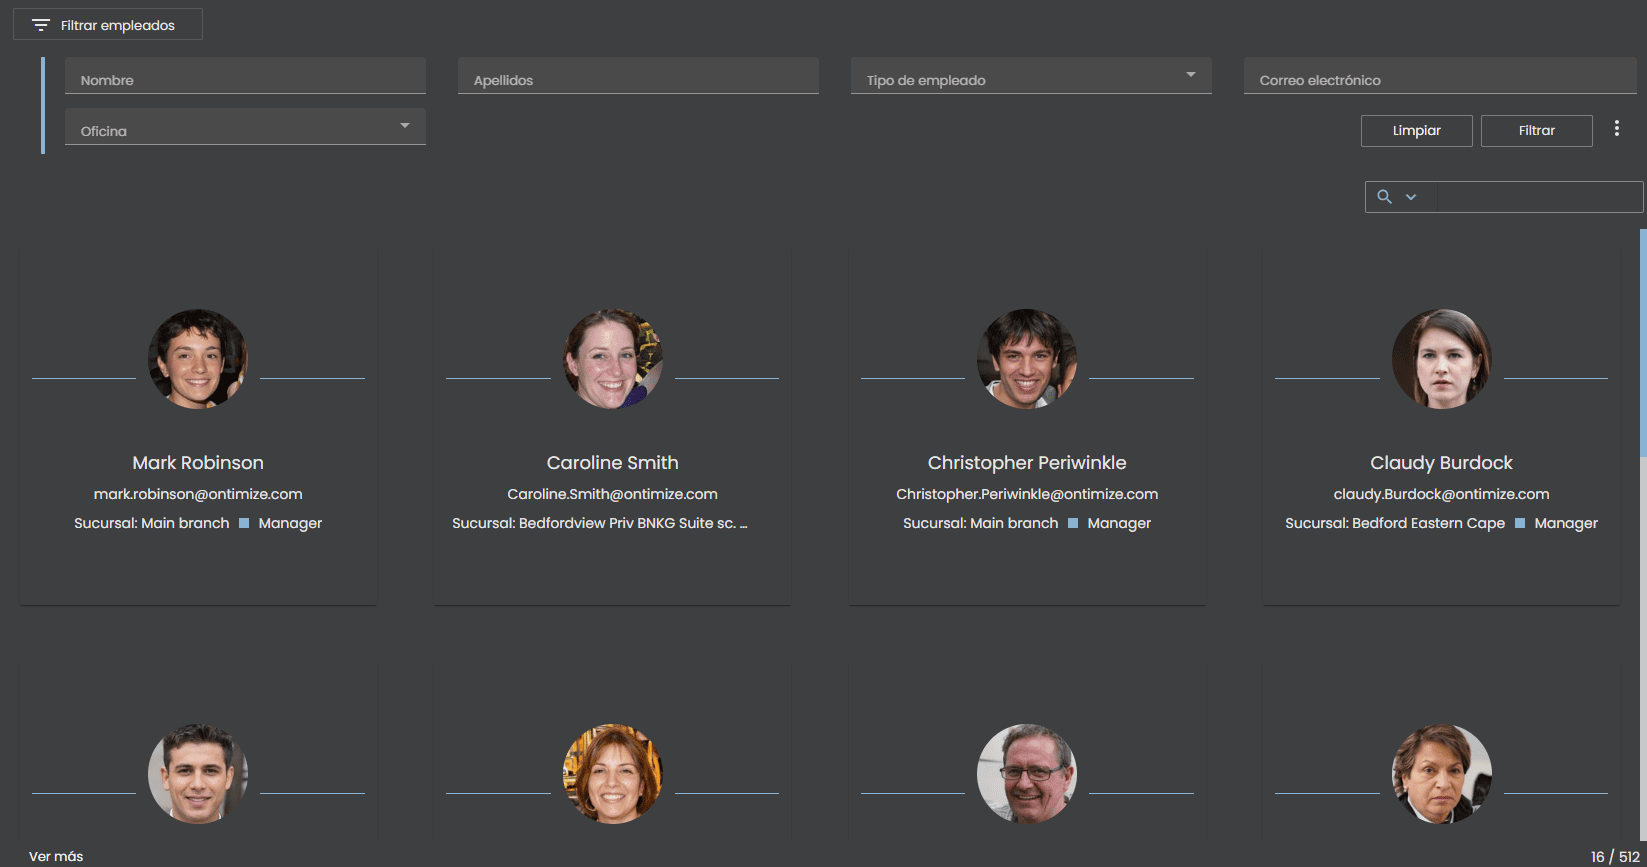 Filtrar empleados
Nombre
Apellidos
Tipo de empleado
Correo electrónico
Oficina
Limpiar
Filtrar
Mark Robinson
mark.robinson@ontimize.com
Sucursal: Main branch Manager
Caroline Smith
Caroline.Smith@ontimize.com
Sucursal: Bedfordview Priv BNKG Suite sc. ...
Christopher Periwinkle
Christopher.Periwinkle@ontimize.com
Sucursal: Main branch Manager
Claudy Burdock
claudy.Burdock@ontimize.com
Sucursal: Bedford Eastern Cape Manager
Ver más
16 / 512